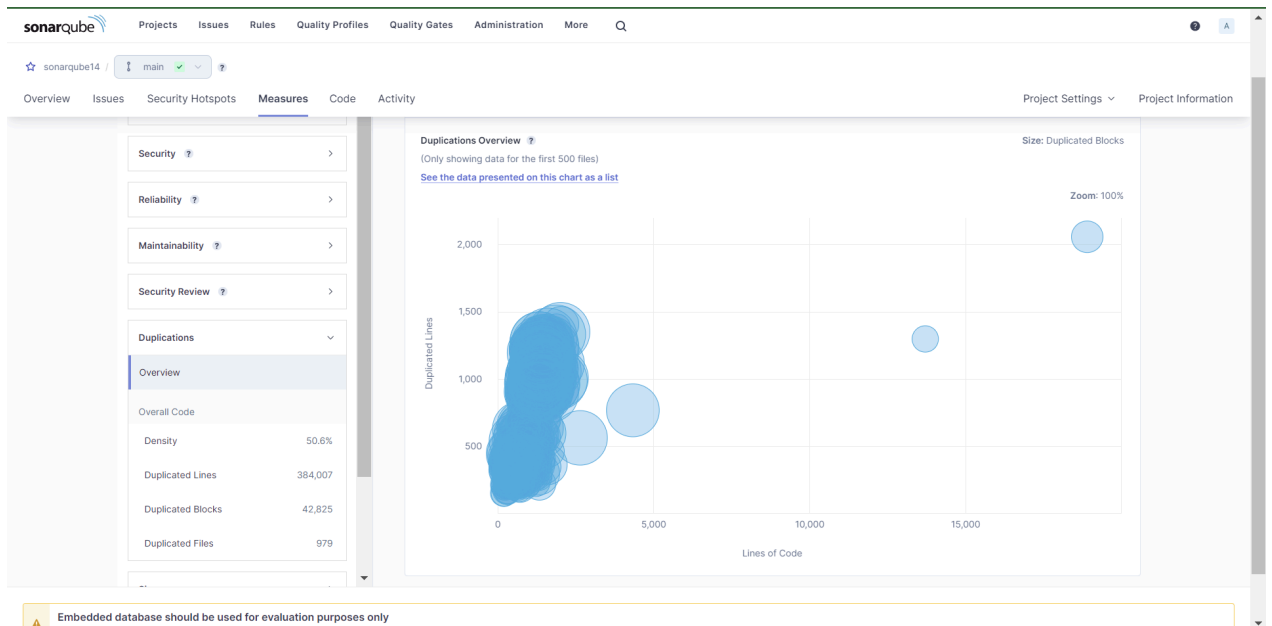 sonarqube
Projects Issues Rules Quality Profiles Quality Gates Administration More ? A
sonarqube14 / main ?
Overview Issues Security Hotspots Measures Code Activity Project Settings Project Information
Security ?
Reliability ?
Maintainability ?
Security Review ?
Duplications
Overview
Overall Code
Density 50.6%
Duplicated Lines 384,007
Duplicated Blocks 42,825
Duplicated Files 979
Duplications Overview ? Size: Duplicated Blocks
(Only showing data for the first 500 files)
See the data presented on this chart as a list
Zoom: 100%
2,000
1,500
1,000
500
Duplicated Lines
0 5,000 10,000 15,000
Lines of Code
Embedded database should be used for evaluation purposes only